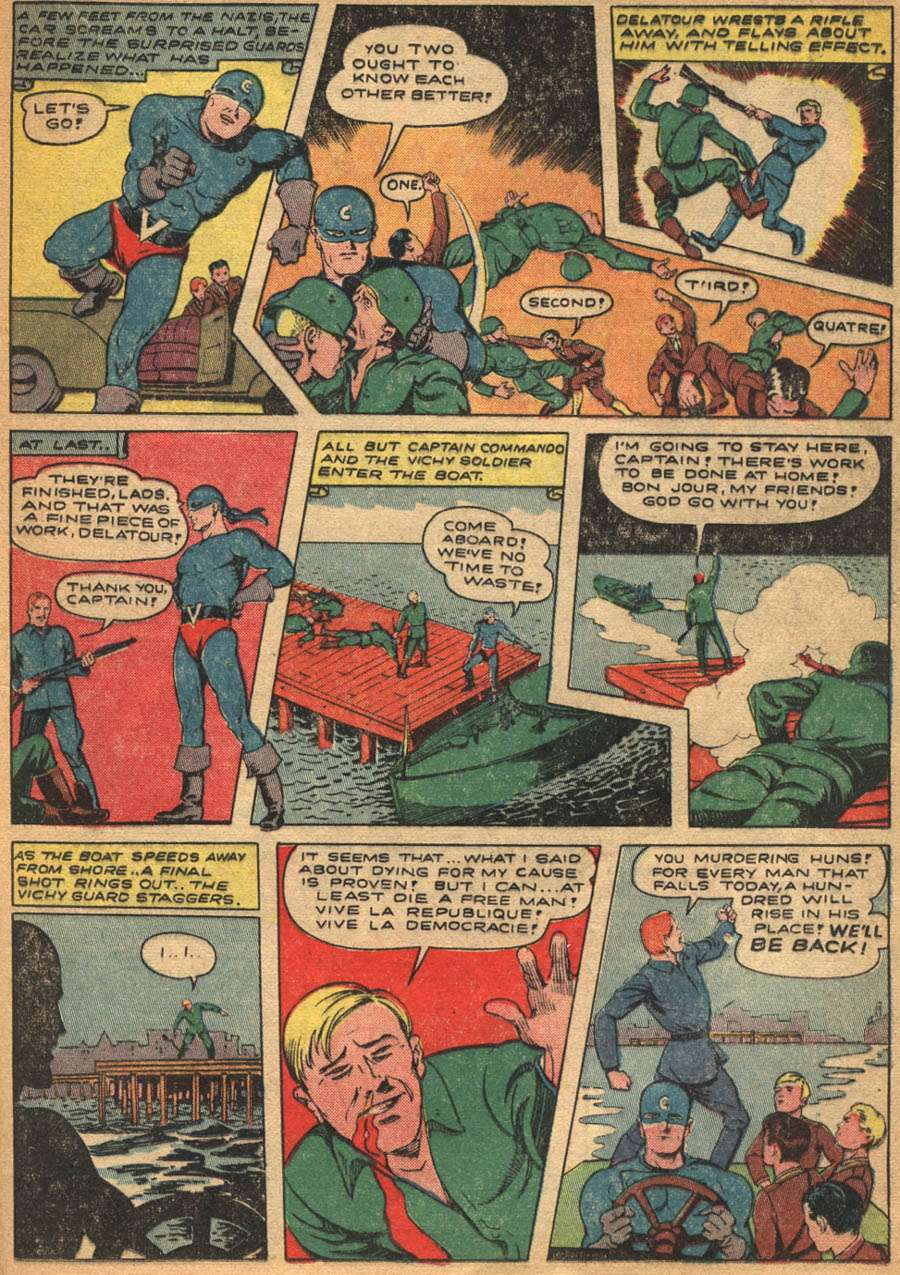 A FEW FEET FROM THE NAZIS, THE
CAR SCREAMS TO A HALT, BE-
FORE THE SURPRISED GUARDS
REALIZE WHAT HAS
HAPPENED...
LET'S
GO!
C
V
YOU TWO
OUGHT TO
KNOW EACH
OTHER BETTER!
C
ONE.
SECOND!
T'IRD!
QUATRE!
DELATOUR WRESTS A RIFLE
AWAY, AND FLAYS ABOUT
HIM WITH TELLING EFFECT.
AT LAST..
THEY'RE
FINISHED, LADS.
AND THAT WAS
A FINE PIECE OF
WORK, DELATOUR!
THANK YOU,
CAPTAIN!
V
ALL BUT CAPTAIN COMMANDO
AND THE VICHY SOLDIER
ENTER THE BOAT.
COME
ABOARD!
WE'VE NO
TIME TO
WASTE!
I'M GOING TO STAY HERE,
CAPTAIN! THERE'S WORK
TO BE DONE AT HOME!
BON JOUR, MY FRIENDS!
GOD GO WITH YOU!
AS THE BOAT SPEEDS AWAY
FROM SHORE.. A FINAL
SHOT RINGS OUT.. THE
VICHY GUARD STAGGERS.
I.. I..
IT SEEMS THAT... WHAT I SAID
ABOUT DYING FOR MY CAUSE
IS PROVEN! BUT I CAN... AT
LEAST DIE A FREE MAN!
VIVE LA REPUBLIQUE!
VIVE LA DEMOCRACIE!
YOU MURDERING HUNS!
FOR EVERY MAN THAT
FALLS TODAY, A HUN-
DRED WILL
RISE IN HIS
PLACE! WE'LL
BE BACK!
C